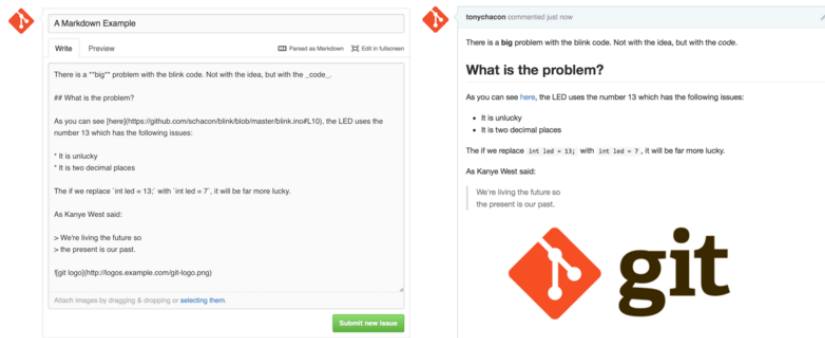 A Markdown Example
Write Preview Parsed as Markdown Edit in fullscreen
There is a **big** problem with the blink code. Not with the idea, but with the _code_.
## What is the problem?
As you can see [here](https://github.com/schacon/blink/blob/master/blink.ino#L10), the LED uses the
number 13 which has the following issues:
* It is unlucky
* It is two decimal places
The if we replace `int led = 13;` with `int led = 7`, it will be far more lucky.
As Kanye West said:
> We're living the future so
> the present is our past.
![git logo](http://logos.example.com/git-logo.png)
Attach images by dragging & dropping or selecting them.
Submit new issue
tonychacon commented just now
There is a big problem with the blink code. Not with the idea, but with the code.
What is the problem?
As you can see here, the LED uses the number 13 which has the following issues:
• It is unlucky
• It is two decimal places
The if we replace int led = 13; with int led = 7, it will be far more lucky.
As Kanye West said:
We're living the future so
the present is our past.
git